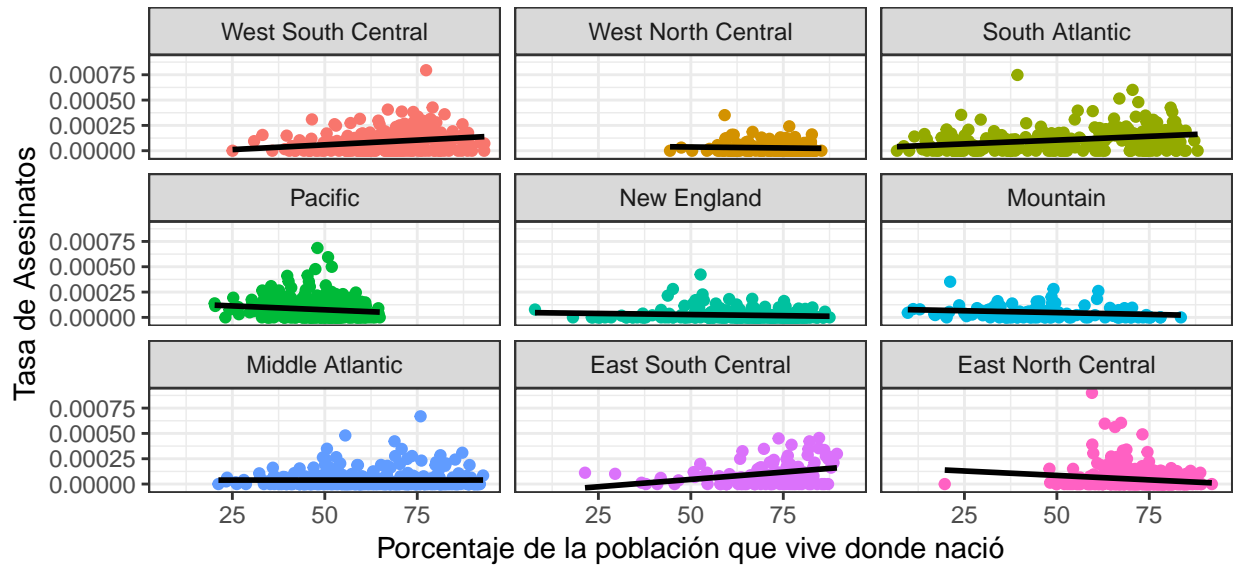 West South Central
West North Central
South Atlantic
0.00075
0.00050
0.00025
0.00000
Pacific
New England
Mountain
0.00075
0.00050
0.00025
0.00000
Middle Atlantic
East South Central
East North Central
0.00075
0.00050
0.00025
0.00000
25 50 75
25 50 75
25 50 75
Tasa de Asesinatos
Porcentaje de la población que vive donde nació